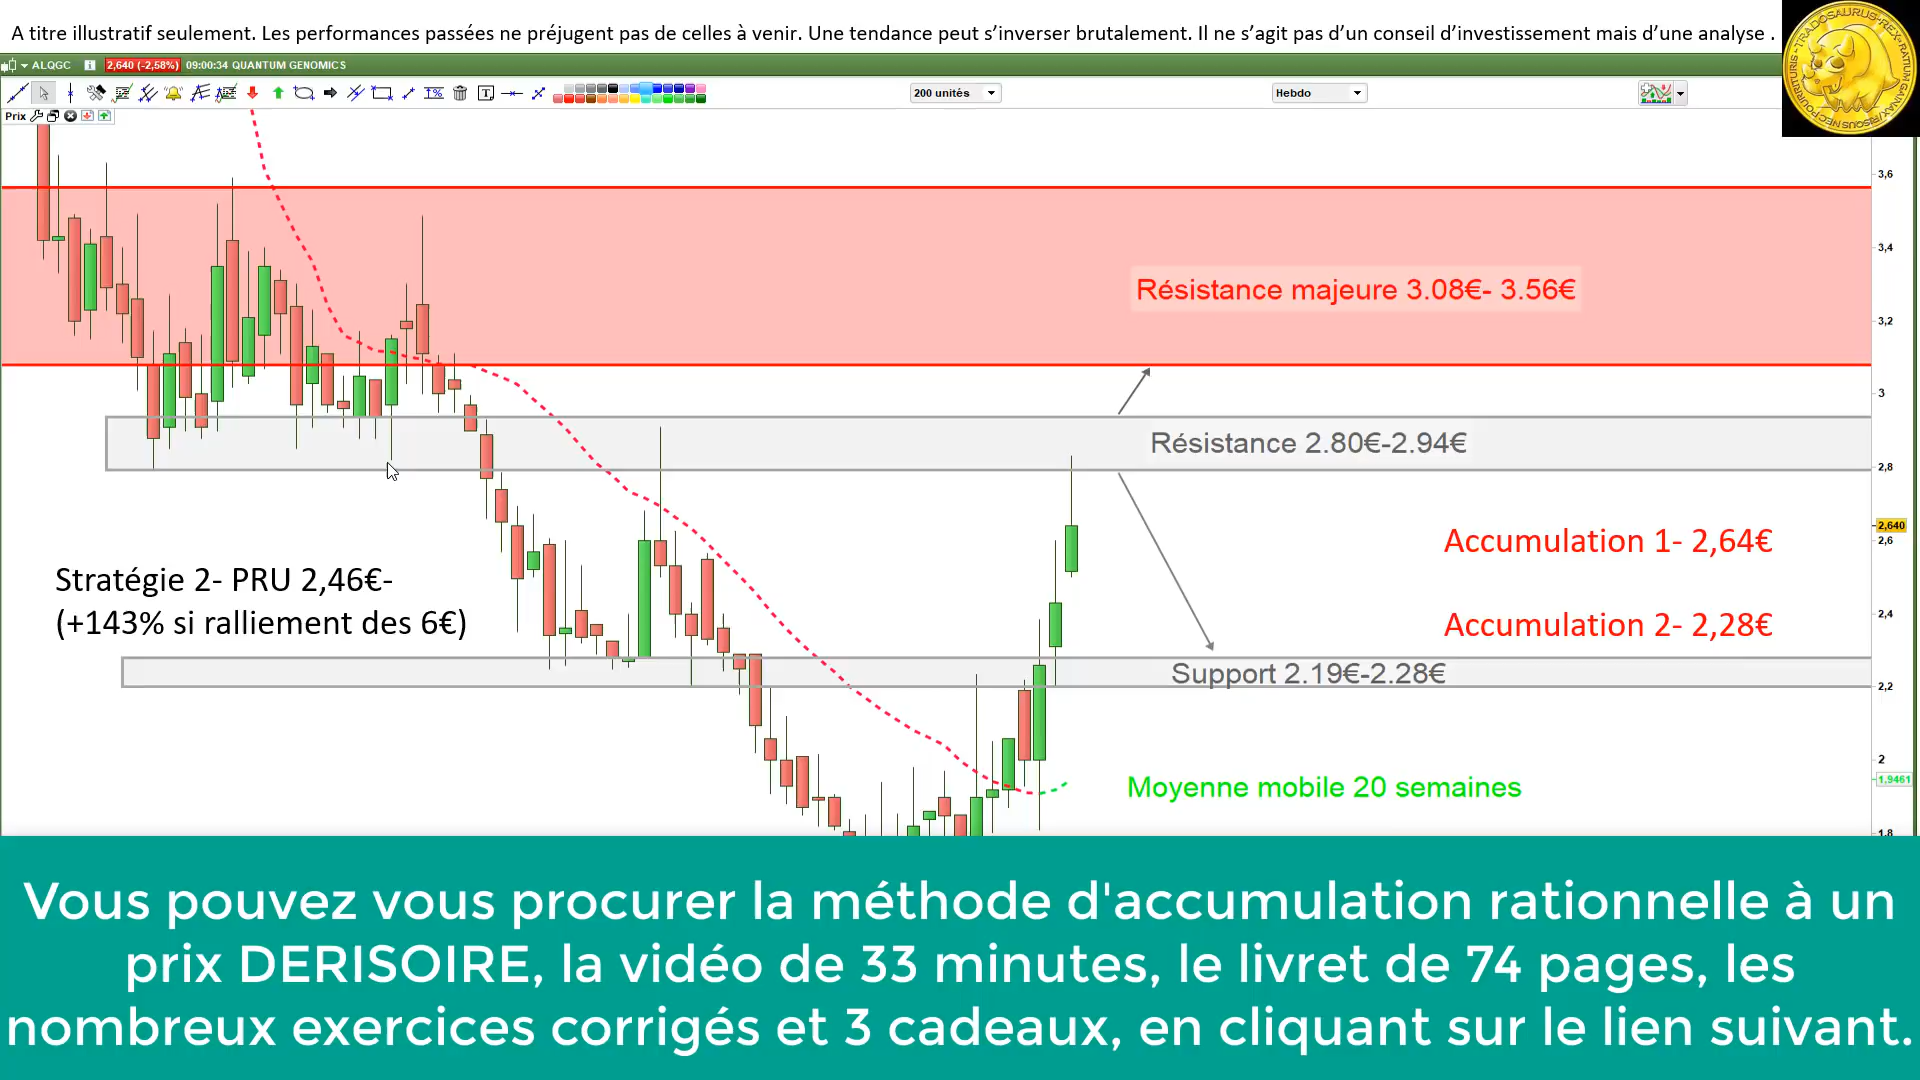 A titre illustratif seulement. Les performances passées ne préjugent pas de celles à venir. Une tendance peut s’inverser brutalement. Il ne s’agit pas d’un conseil d’investissement mais d’une analyse .
ALQGC 2,640 (-2,58%) 09:00:34 QUANTUM GENOMICS
200 unités
Hebdo
Prix
3,6
3,4
Résistance majeure 3.08€- 3.56€
3,2
3
Résistance 2.80€-2.94€
2,8
2,640
2,6
Accumulation 1- 2,64€
Stratégie 2- PRU 2,46€-
(+143% si ralliement des 6€)
2,4
Accumulation 2- 2,28€
Support 2.19€-2.28€
2,2
2
1,9461
Moyenne mobile 20 semaines
1,8
Vous pouvez vous procurer la méthode d'accumulation rationnelle à un
prix DERISOIRE, la vidéo de 33 minutes, le livret de 74 pages, les
nombreux exercices corrigés et 3 cadeaux, en cliquant sur le lien suivant.